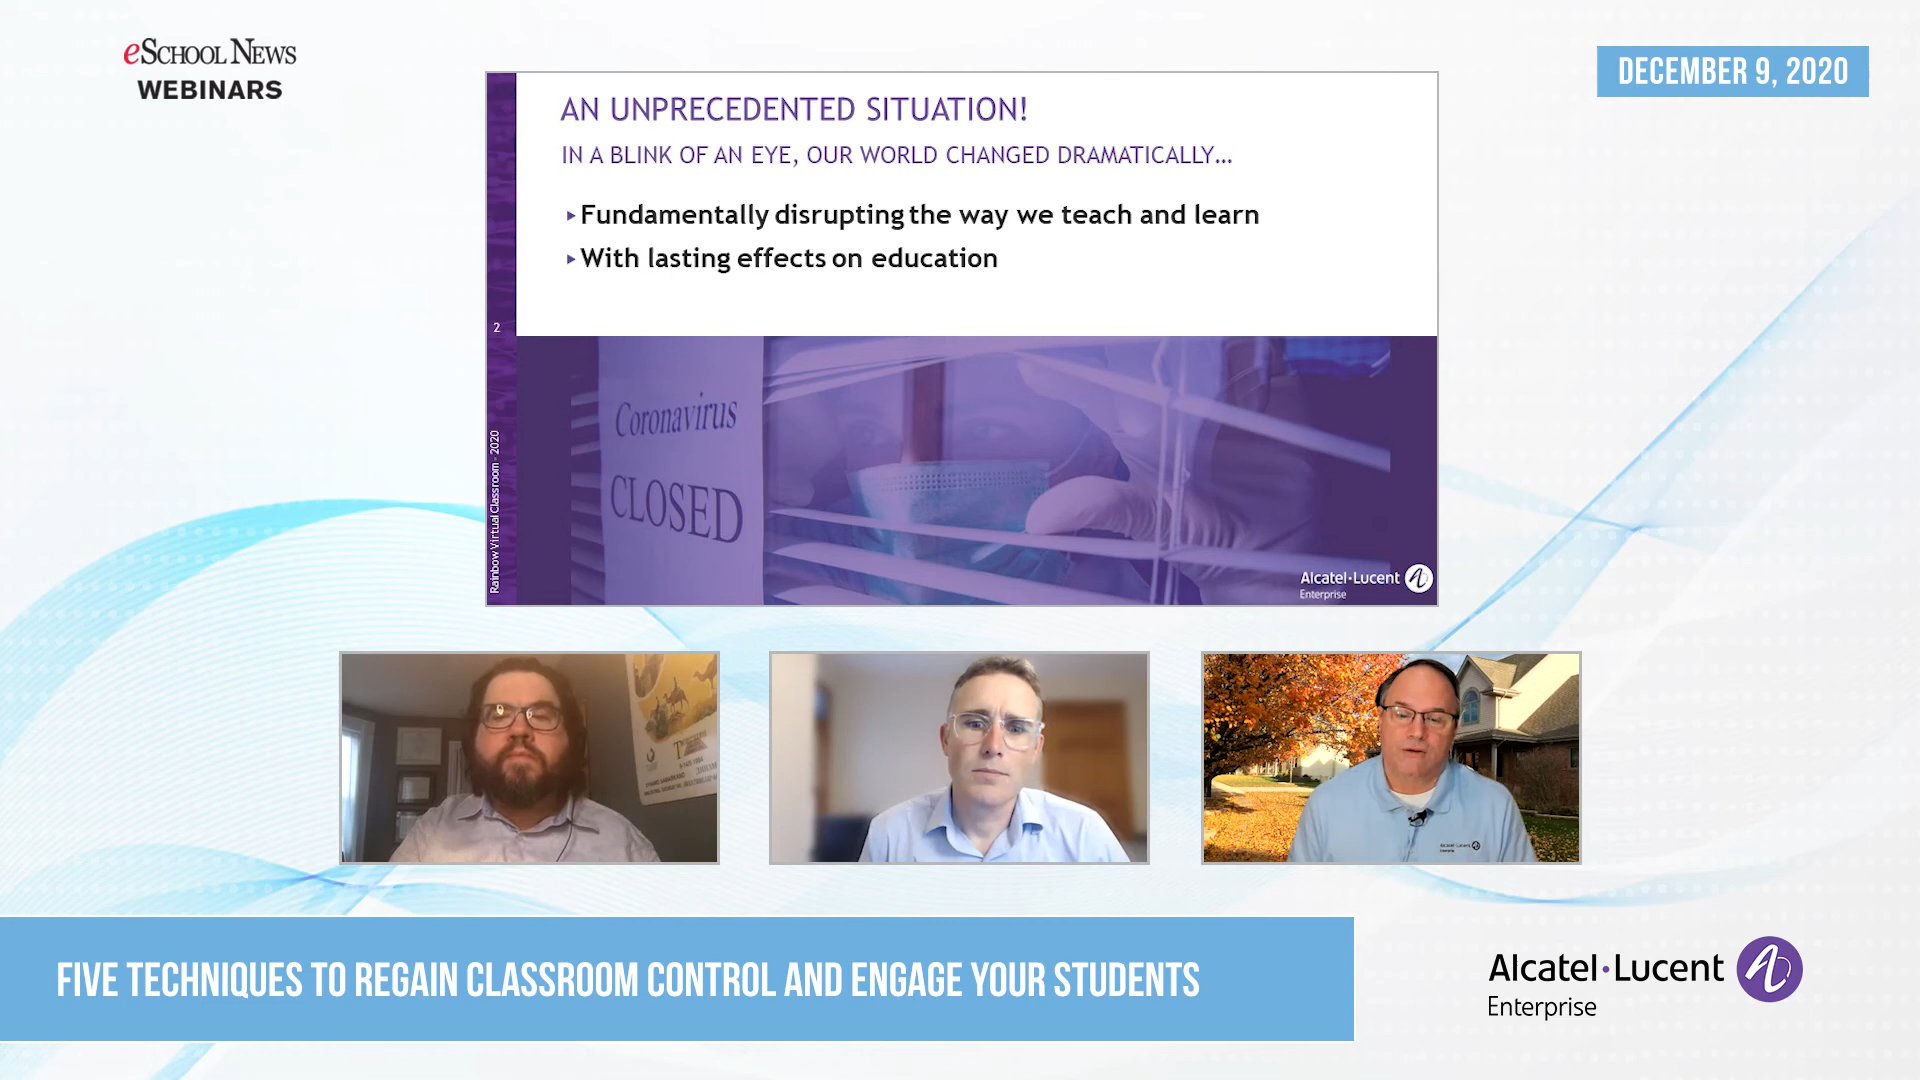 eSCHOOL NEWS
WEBINARS
DECEMBER 9, 2020
AN UNPRECEDENTED SITUATION!
IN A BLINK OF AN EYE, OUR WORLD CHANGED DRAMATICALLY...
▸ Fundamentally disrupting the way we teach and learn
▸ With lasting effects on education
2
Rainbow Virtual Classroom - 2020
Coronavirus
CLOSED
Alcatel·Lucent
Enterprise
Alcatel·Lucent
FIVE TECHNIQUES TO REGAIN CLASSROOM CONTROL AND ENGAGE YOUR STUDENTS
Alcatel·Lucent
Enterprise